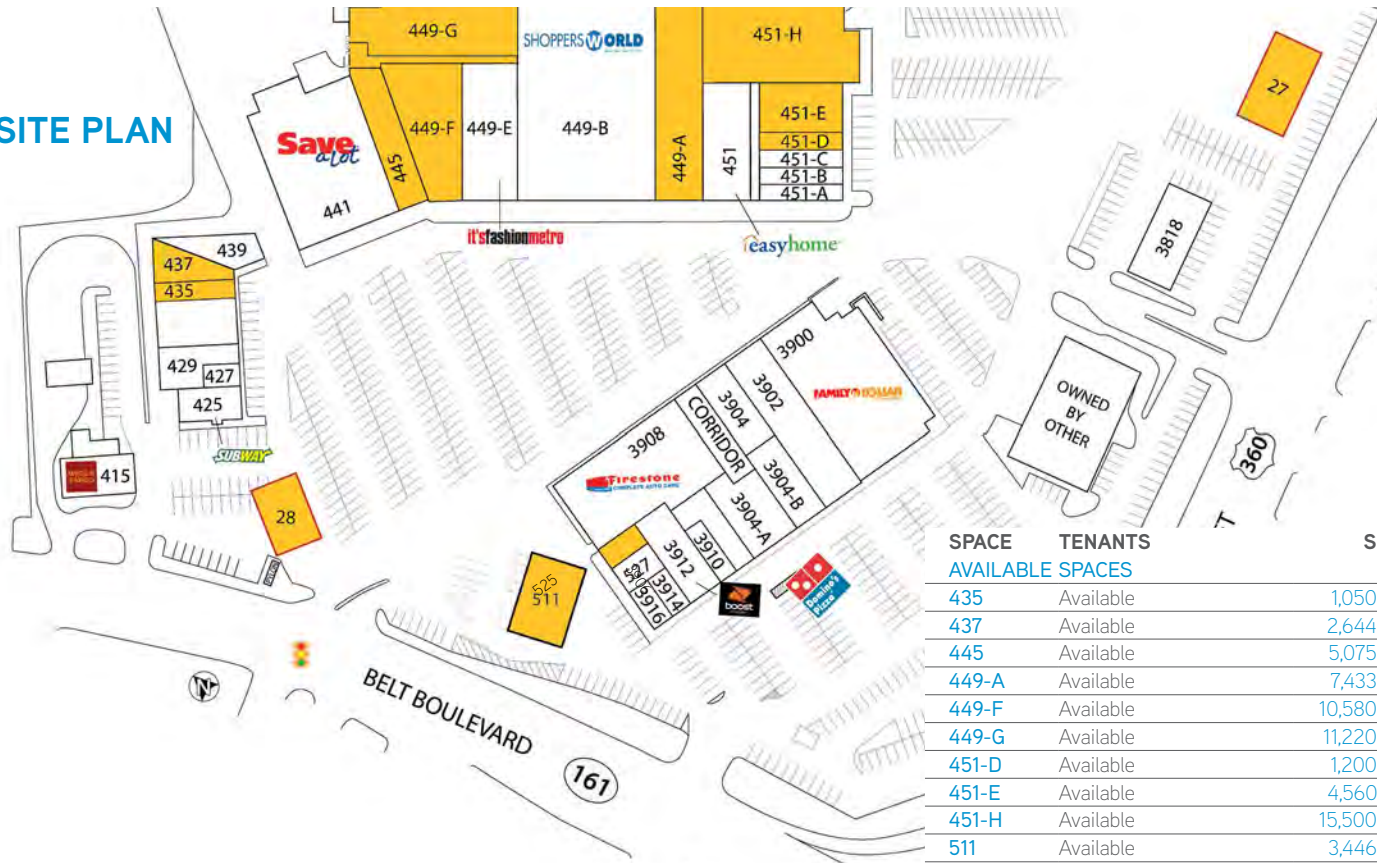 SITE PLAN
449-G
SHOPPERS WORLD
451-H
27
Save
a lot
441
445
449-F
449-E
449-B
449-A
451
451-E
451-D
451-C
451-B
451-A
it'sfashionmetro
easyhome
439
437
435
429
427
425
SUBWAY
415
28
3818
OWNED
BY
OTHER
360
3900
FAMILY DOLLAR
3902
3904
CORRIDOR
3908
Firestone
COMPLETE AUTO CARE
3904-B
3904-A
3910
3912
3914
3916
boost
Domino's
Pizza
525
511
BELT BOULEVARD
161
N
SPACE TENANTS S
AVAILABLE SPACES
435 Available 1,050
437 Available 2,644
445 Available 5,075
449-A Available 7,433
449-F Available 10,580
449-G Available 11,220
451-D Available 1,200
451-E Available 4,560
451-H Available 15,500
511 Available 3,446